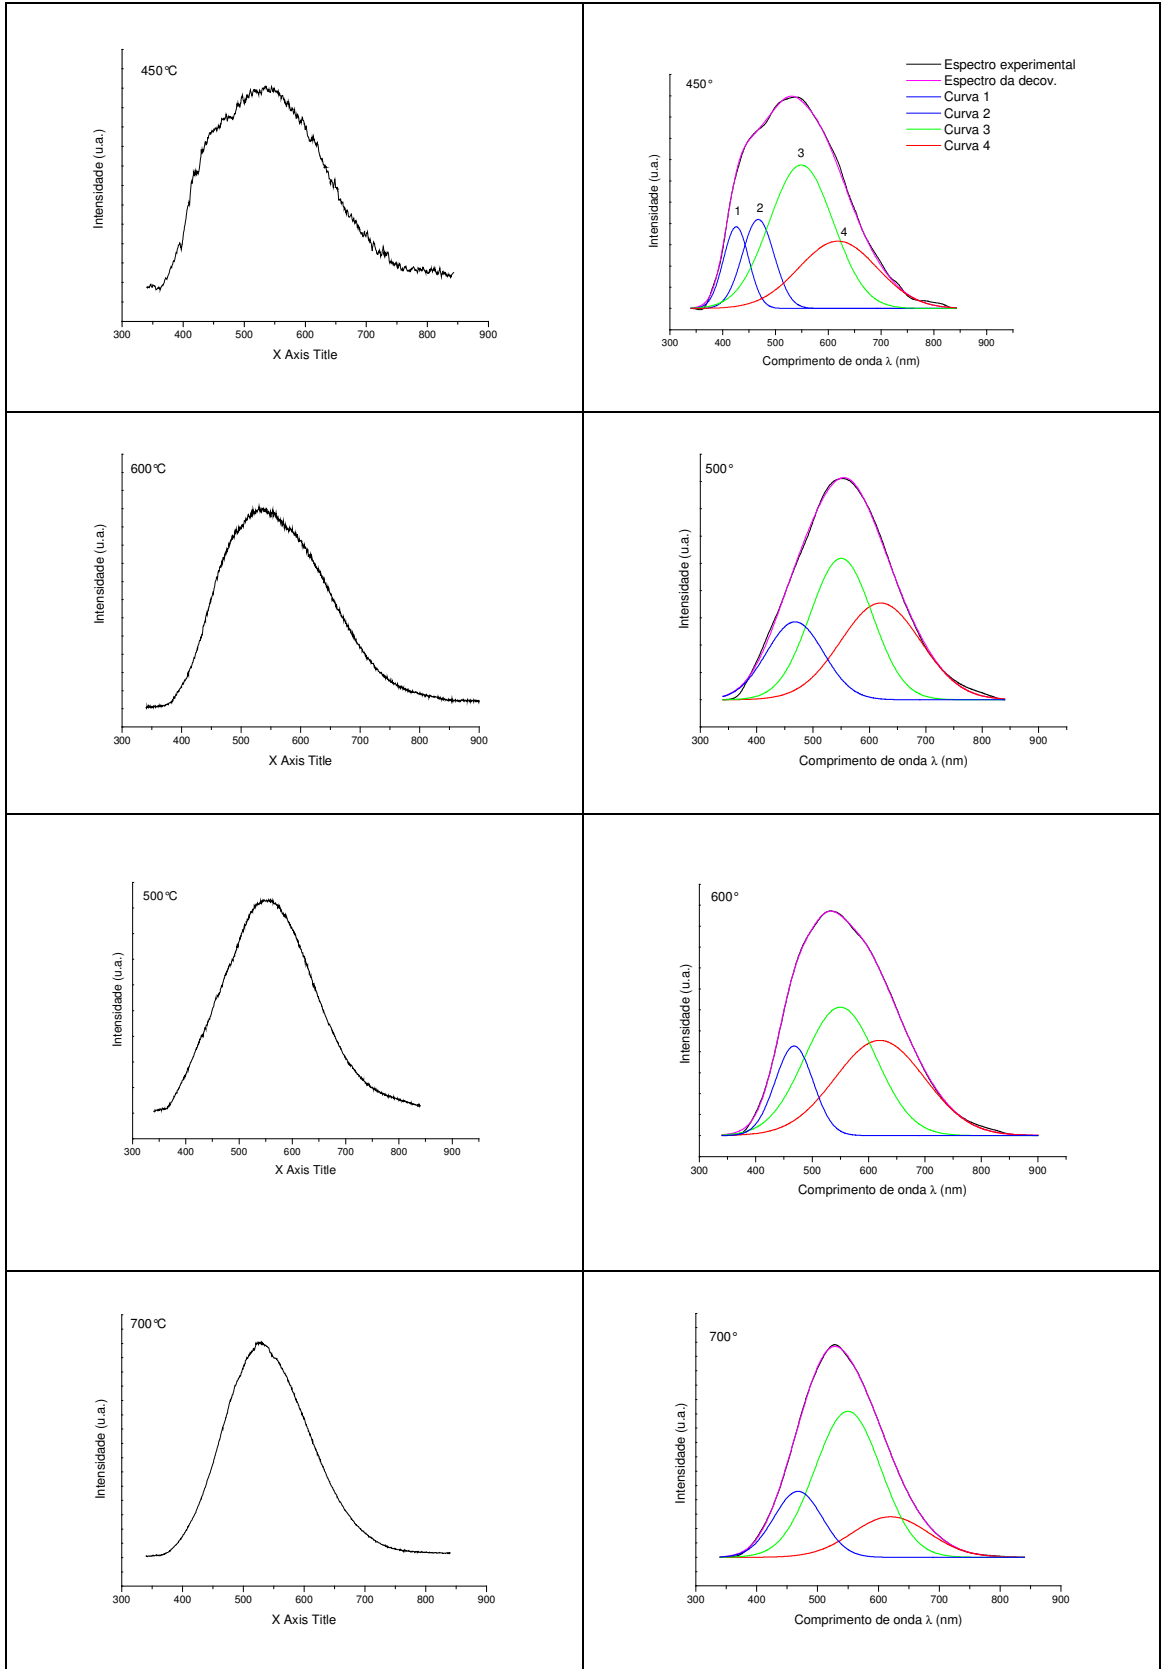 450°C
Intensidade (u.a.)
300 400 500 600 700 800 900
X Axis Title
450°
Espectro experimental
Espectro da decov.
Curva 1
Curva 2
Curva 3
Curva 4
1 2 3 4
Intensidade (u.a.)
300 400 500 600 700 800 900
Comprimento de onda λ (nm)
600°C
Intensidade (u.a.)
300 400 500 600 700 800 900
X Axis Title
500°
Intensidade (u.a.)
300 400 500 600 700 800 900
Comprimento de onda λ (nm)
500°C
Intensidade (u.a.)
300 400 500 600 700 800 900
X Axis Title
600°
Intensidade (u.a.)
300 400 500 600 700 800 900
Comprimento de onda λ (nm)
700°C
Intensidade (u.a.)
300 400 500 600 700 800 900
X Axis Title
700°
Intensidade (u.a.)
300 400 500 600 700 800 900
Comprimento de onda λ (nm)